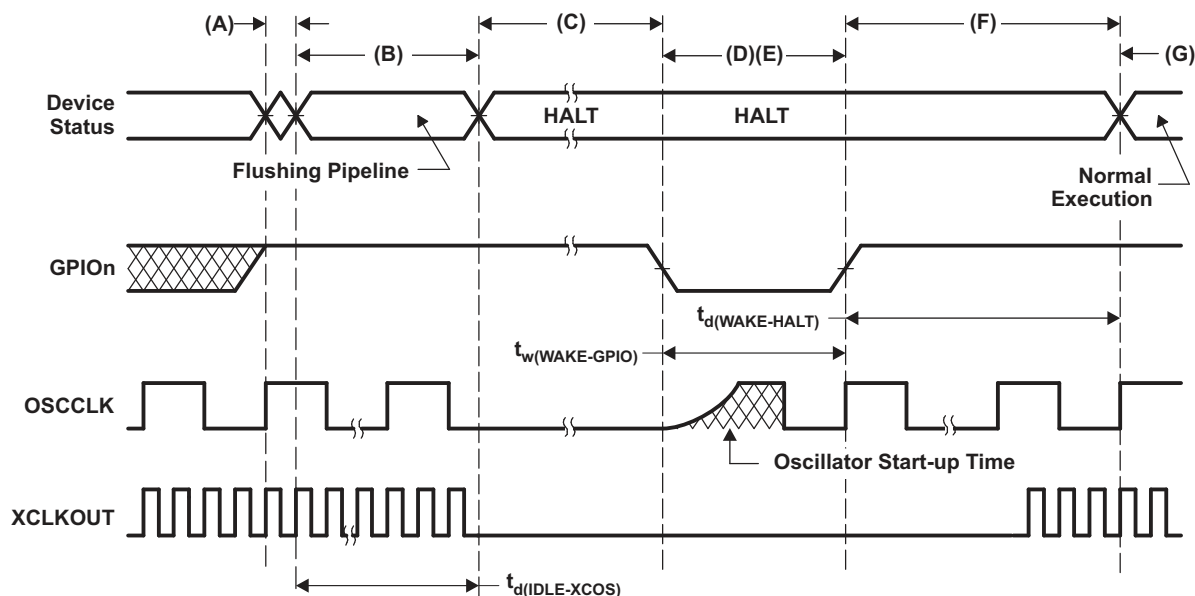 (A)
(B)
(C)
(D)(E)
(F)
(G)
Device
Status
HALT
HALT
Flushing Pipeline
Normal
Execution
GPIOn
td(WAKE-HALT)
tw(WAKE-GPIO)
OSCCLK
Oscillator Start-up Time
XCLKOUT
td(IDLE-XCOS)